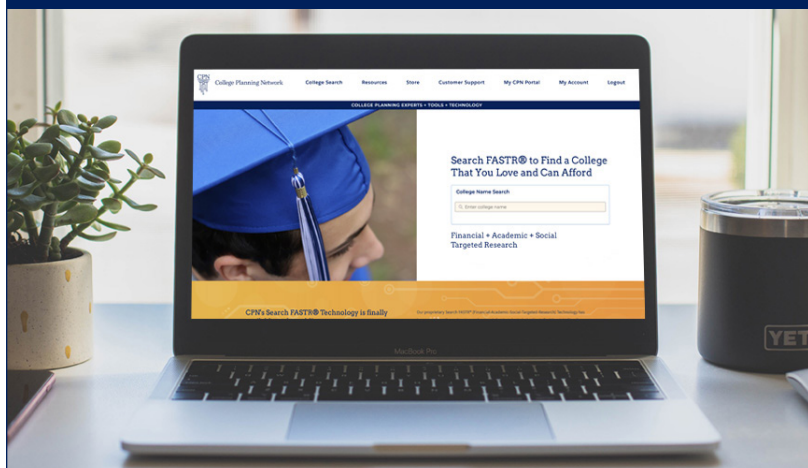 CPN
College Planning Network
College Search
Resources
Store
Customer Support
My CPN Portal
My Account
Logout
COLLEGE PLANNING EXPERTS + TOOLS + TECHNOLOGY
Search FASTR® to Find a College
That You Love and Can Afford
College Name Search
Enter college name
Financial + Academic + Social
Targeted Research
CPN's Search FASTR® Technology is finally
MacBook Pro
YET